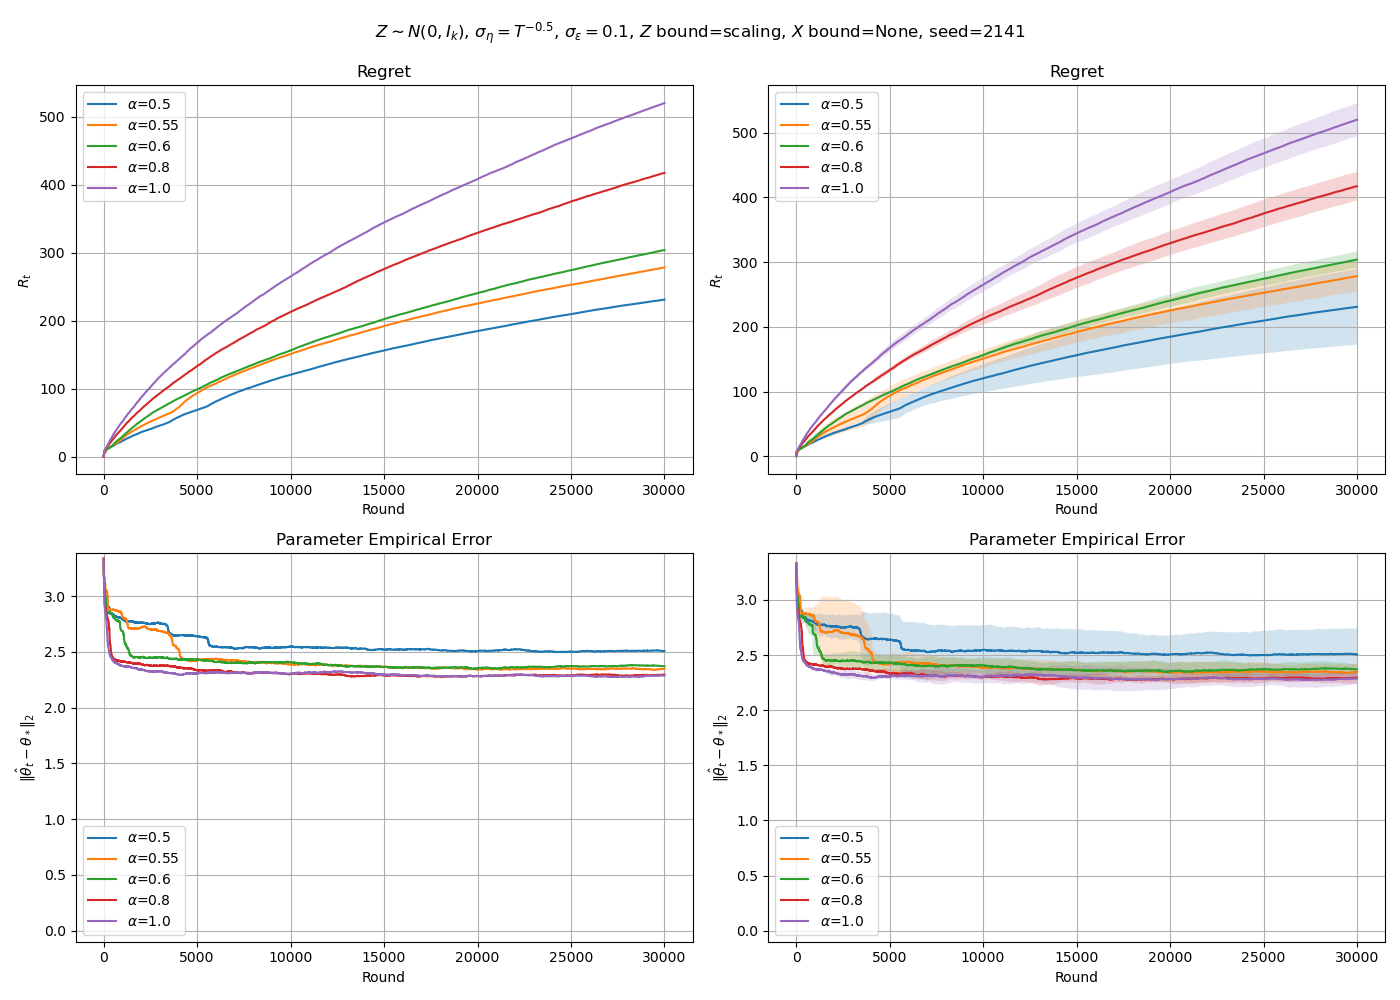 Z ~ N(0, I_k), σ_η = T^{-0.5}, σ_ε = 0.1, Z bound=scaling, X bound=None, seed=2141
Regret
R_t
500
400
300
200
100
0
α=0.5
α=0.55
α=0.6
α=0.8
α=1.0
0 5000 10000 15000 20000 25000 30000
Round
Regret
R_t
500
400
300
200
100
0
α=0.5
α=0.55
α=0.6
α=0.8
α=1.0
0 5000 10000 15000 20000 25000 30000
Round
Parameter Empirical Error
‖θ̂_t − θ_*‖_2
3.0
2.5
2.0
1.5
1.0
0.5
0.0
α=0.5
α=0.55
α=0.6
α=0.8
α=1.0
0 5000 10000 15000 20000 25000 30000
Round
Parameter Empirical Error
‖θ̂_t − θ_*‖_2
3.0
2.5
2.0
1.5
1.0
0.5
0.0
α=0.5
α=0.55
α=0.6
α=0.8
α=1.0
0 5000 10000 15000 20000 25000 30000
Round